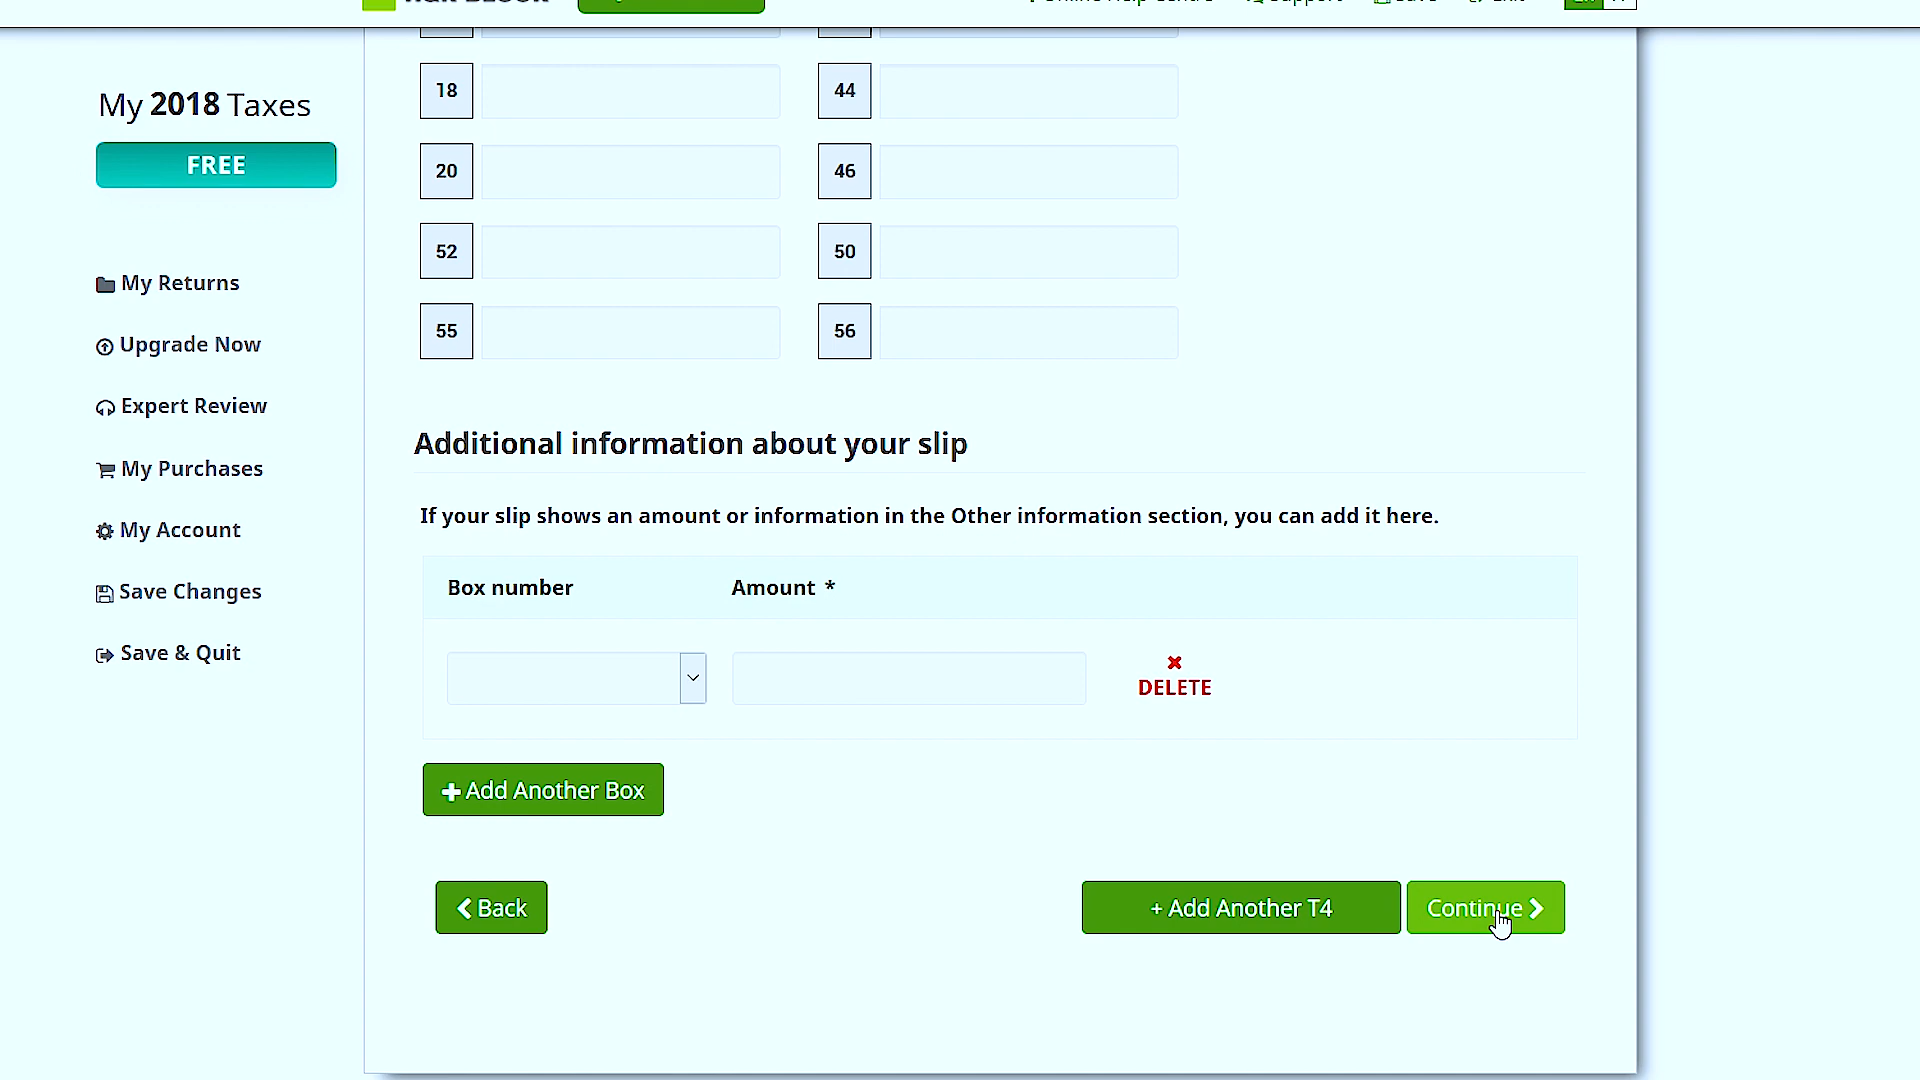 My 2018 Taxes
FREE
My Returns
Upgrade Now
Expert Review
My Purchases
My Account
Save Changes
Save & Quit
18
44
20
46
52
50
55
56
Additional information about your slip
If your slip shows an amount or information in the Other information section, you can add it here.
Box number Amount *
DELETE
Add Another Box
Back
+ Add Another T4
Continue